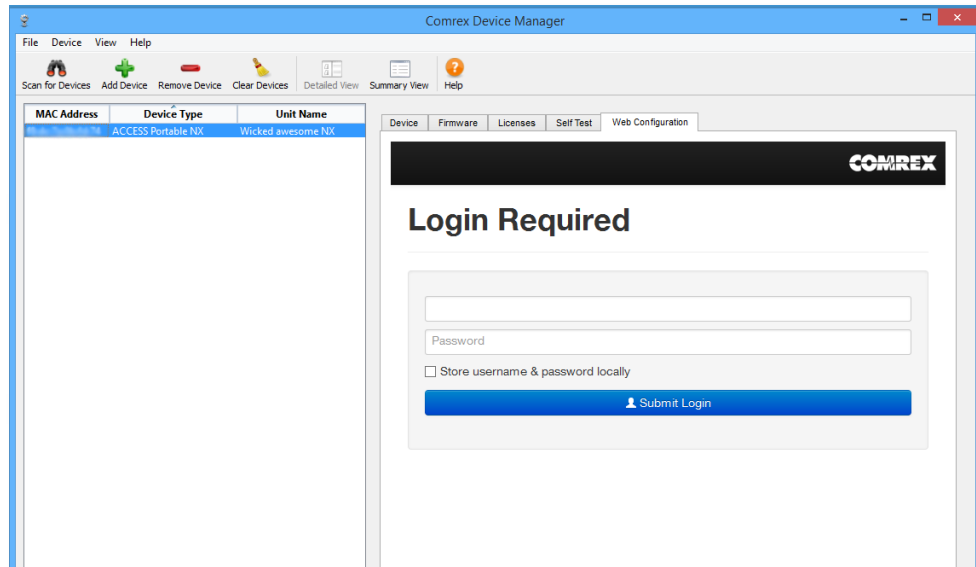 Comrex Device Manager
File Device View Help
Scan for Devices Add Device Remove Device Clear Devices Detailed View Summary View Help
MAC Address Device Type Unit Name
ACCESS Portable NX Wicked awesome NX
Device Firmware Licenses Self Test Web Configuration
COMREX
Login Required
Password
Store username & password locally
Submit Login